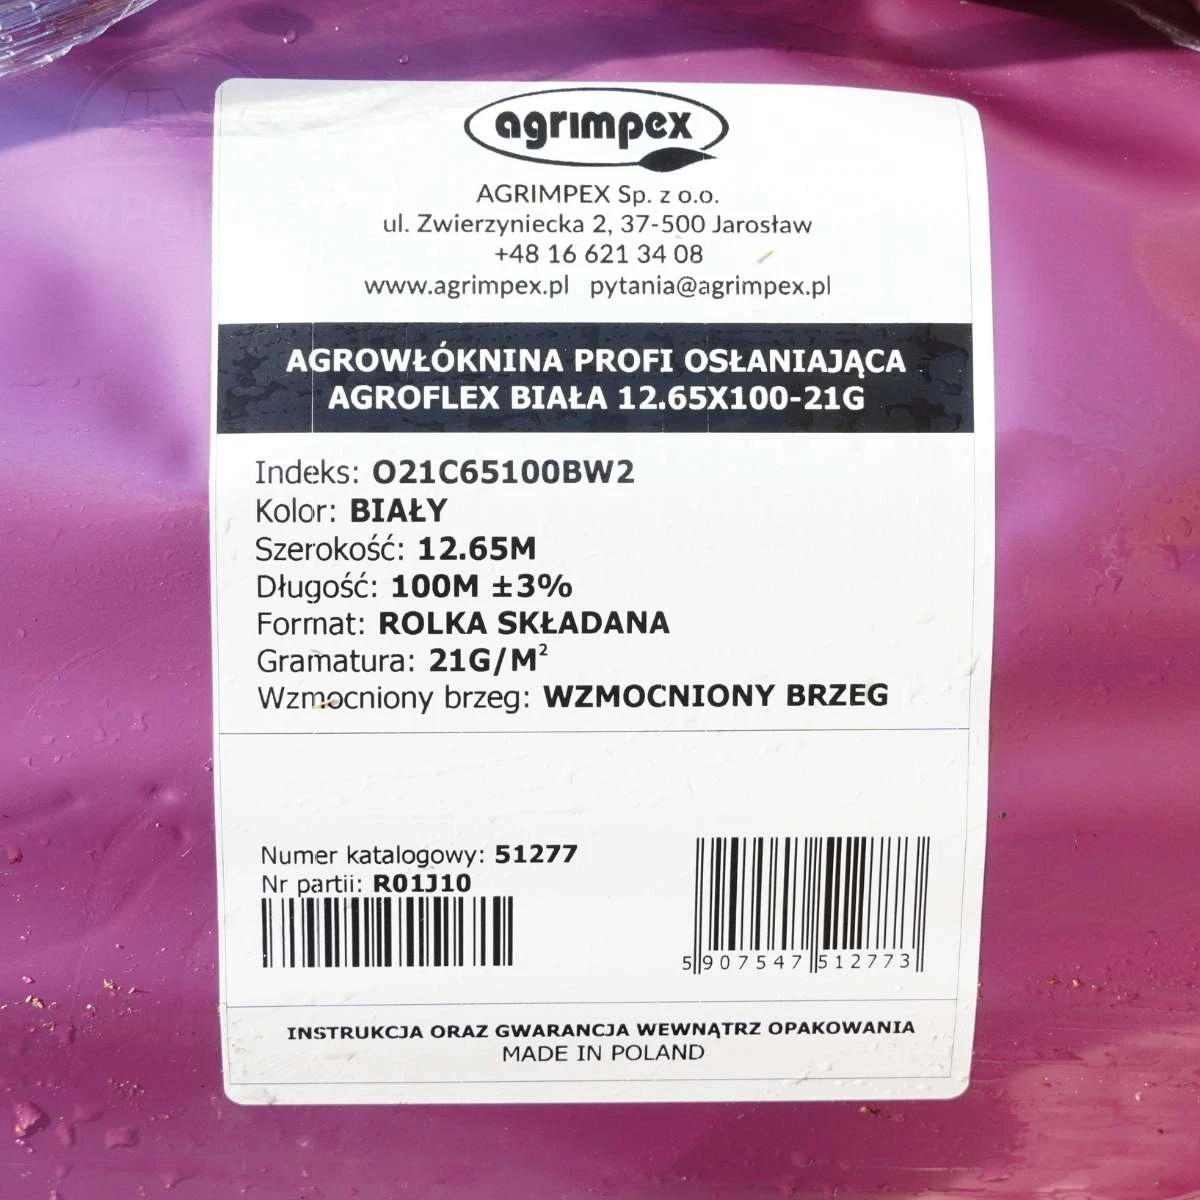 agrimpex
AGRIMPEX Sp. z o.o.
ul. Zwierzyniecka 2, 37-500 Jarosław
+48 16 621 34 08
www.agrimpex.pl pytania@agrimpex.pl
AGROWŁÓKNINA PROFI OSŁANIAJĄCA
AGROFLEX BIAŁA 12.65X100-21G
Indeks: O21C65100BW2
Kolor: BIAŁY
Szerokość: 12.65M
Długość: 100M ±3%
Format: ROLKA SKŁADANA
Gramatura: 21G/M²
Wzmocniony brzeg: WZMOCNIONY BRZEG
Numer katalogowy: 51277
Nr partii: R01J10
5 907547 512773
INSTRUKCJA ORAZ GWARANCJA WEWNĄTRZ OPAKOWANIA
MADE IN POLAND